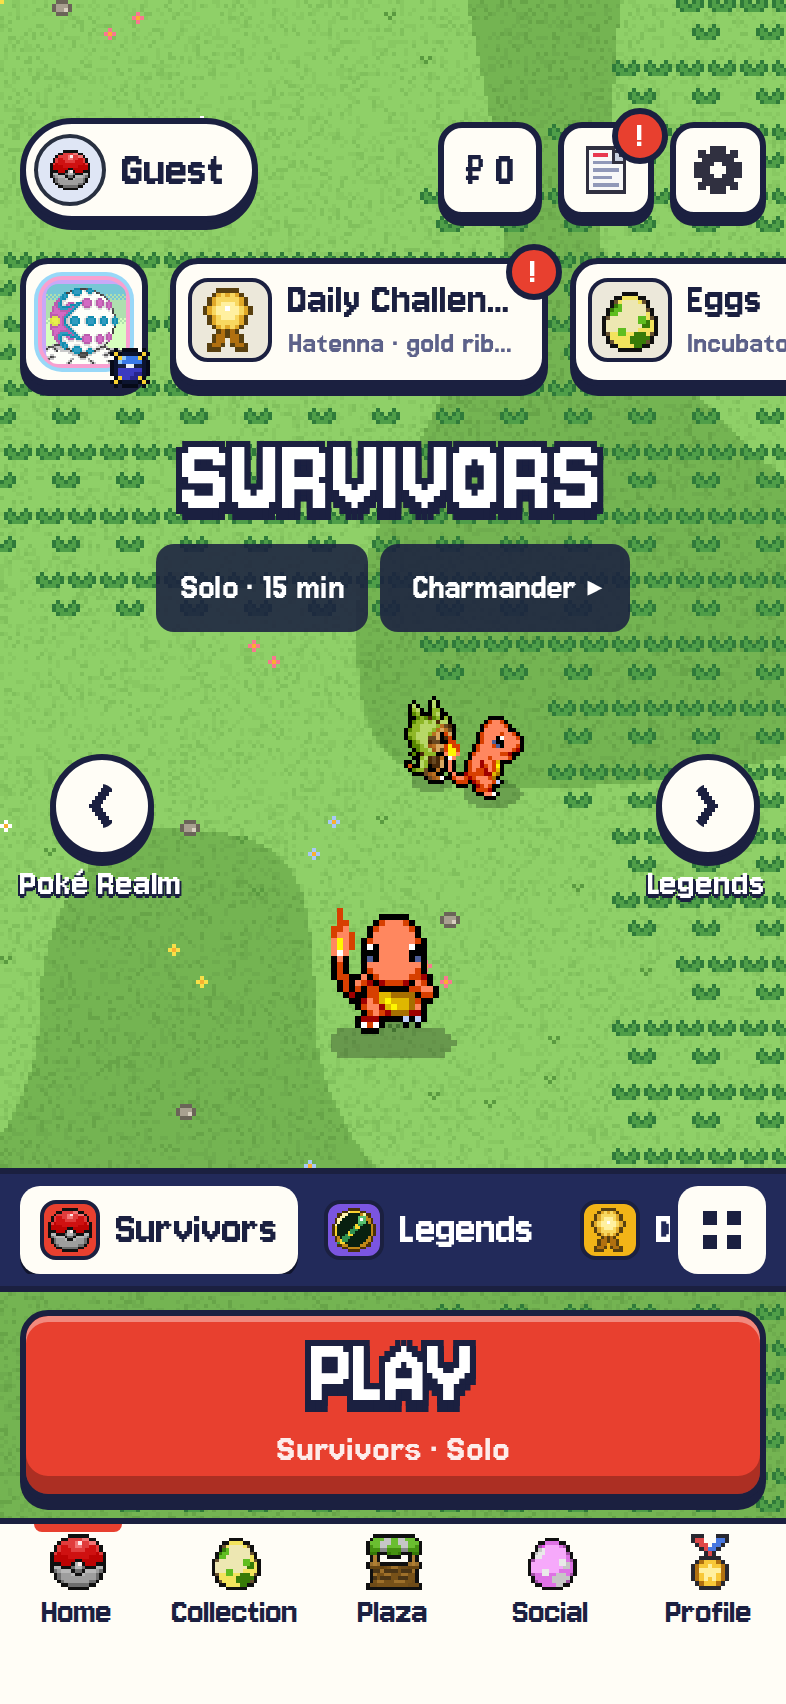 Guest
₽ 0
!
Daily Challen...
!
Hatenna · gold rib...
Eggs
Incubato
SURVIVORS
Solo · 15 min
Charmander ▸
Poké Realm
Legends
Survivors
Legends
D
PLAY
Survivors · Solo
Home
Collection
Plaza
Social
Profile